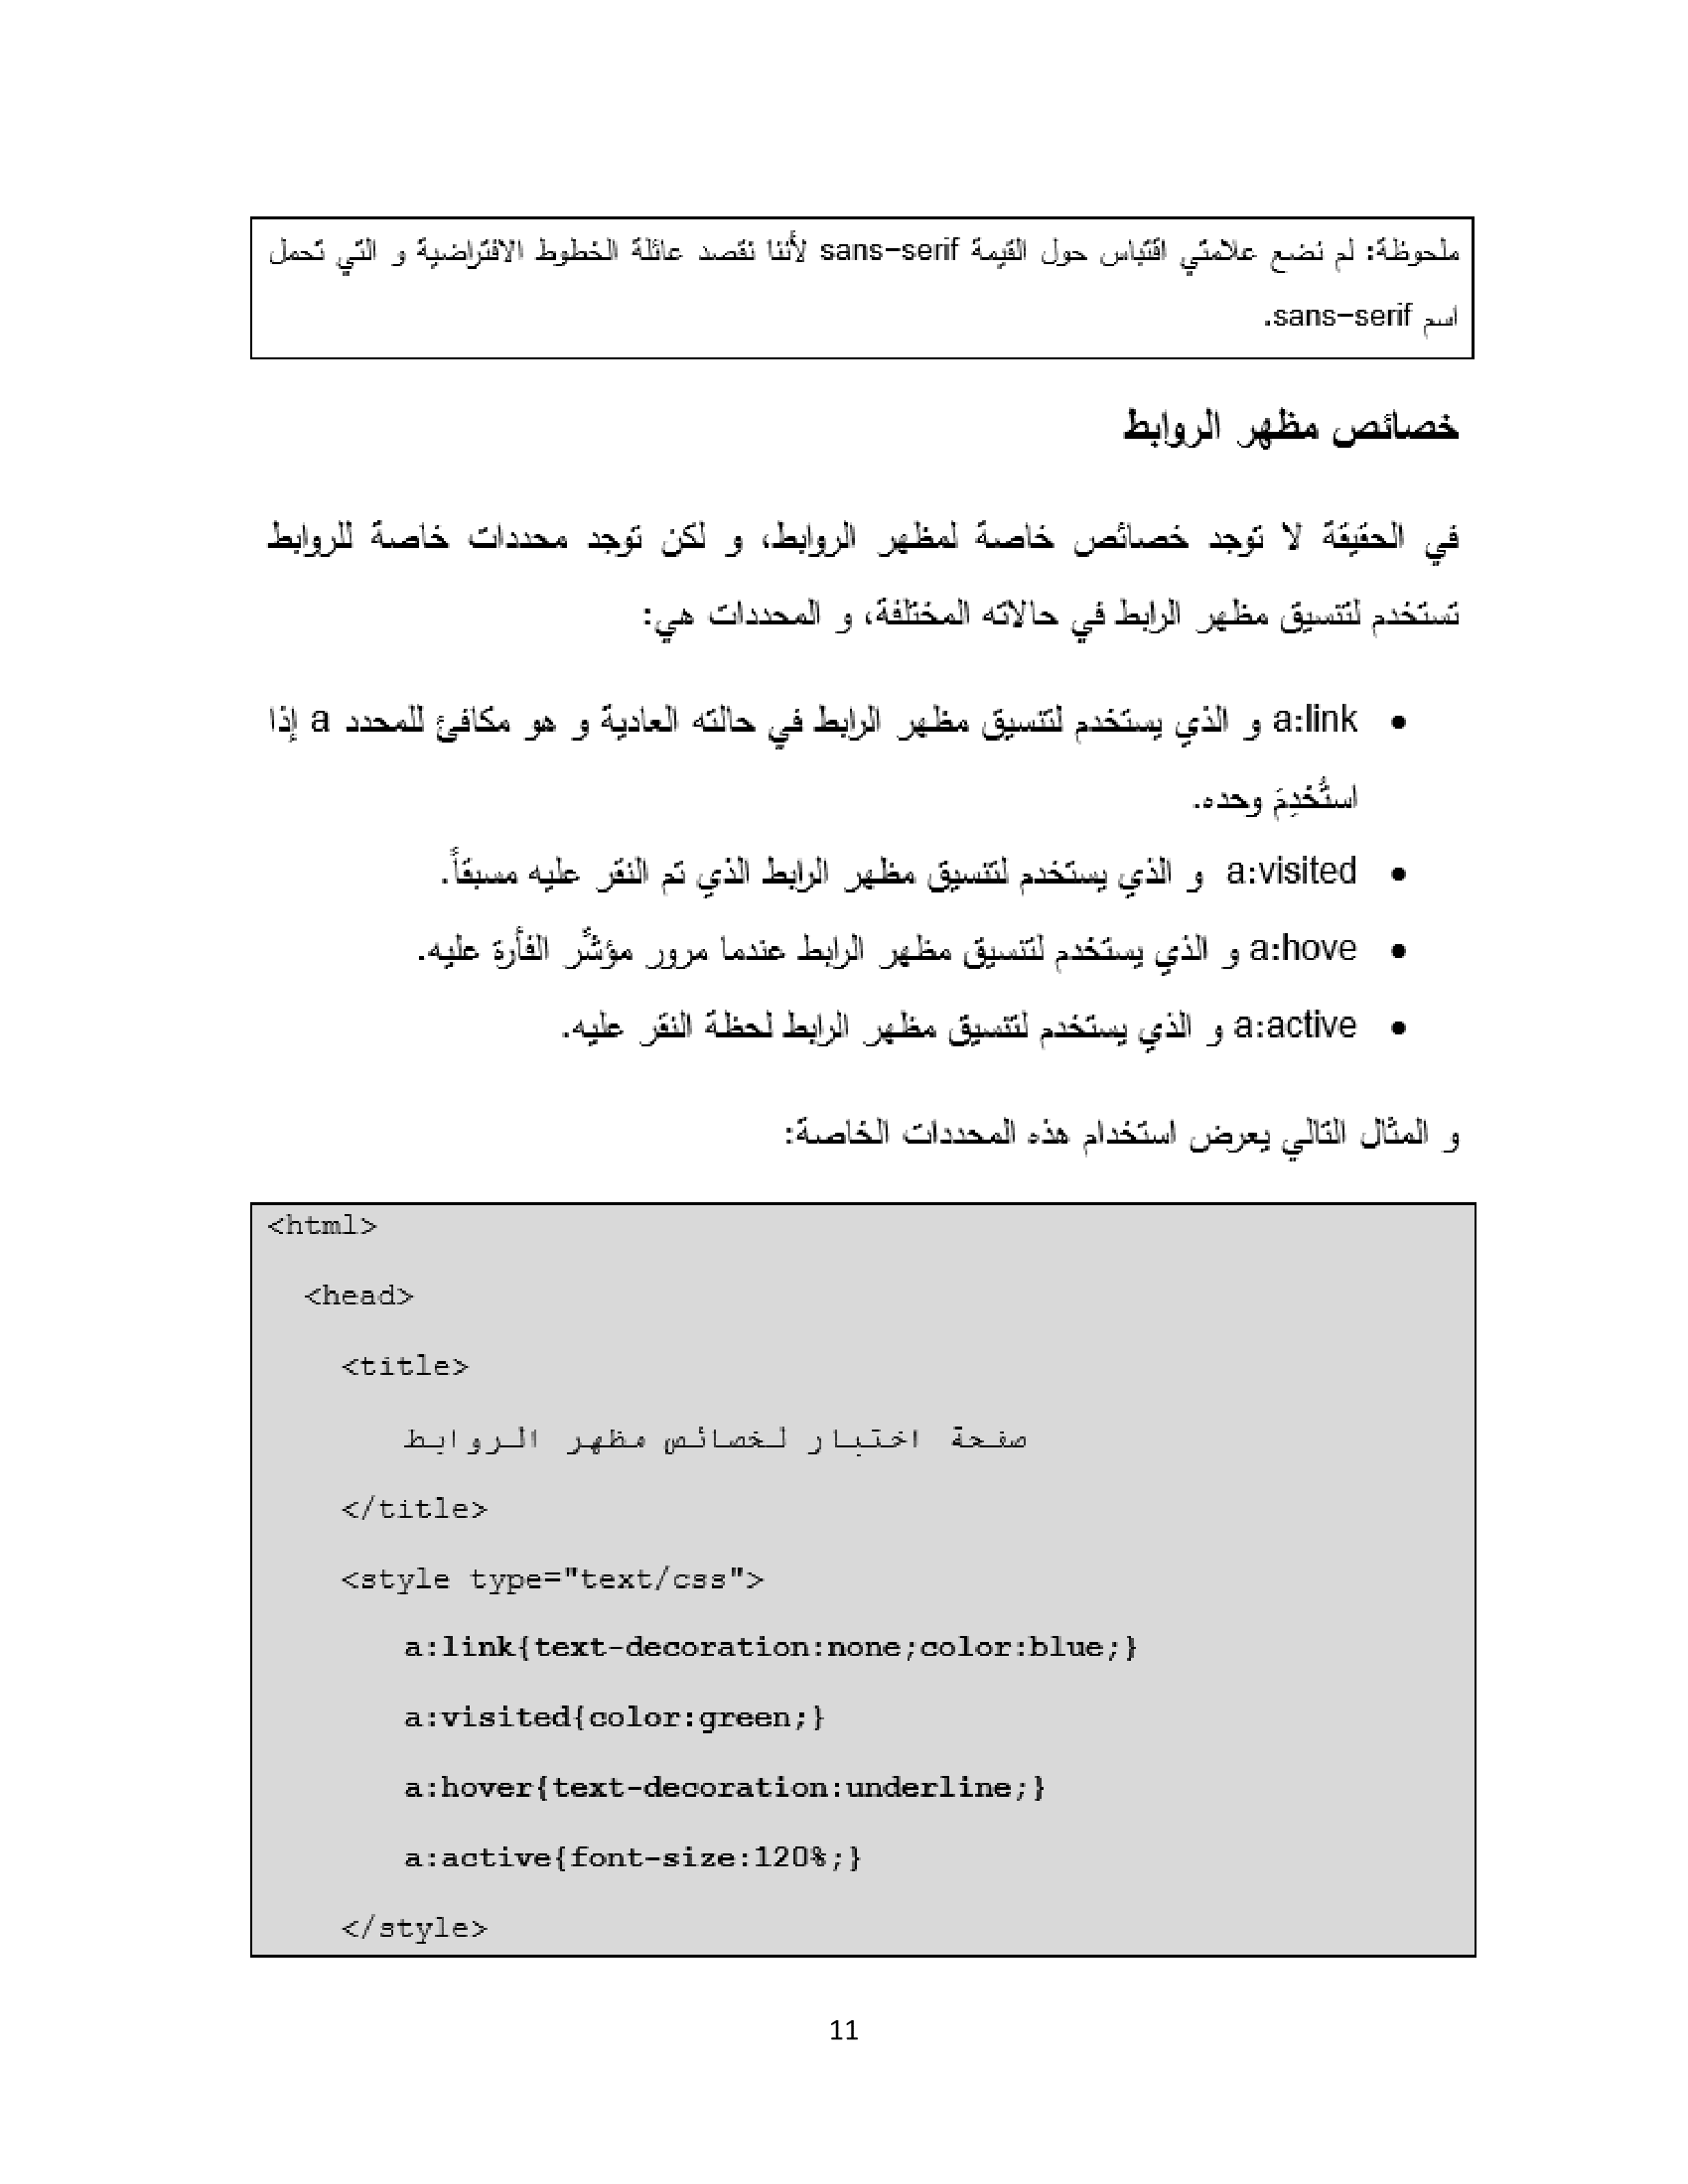 ملحوظة: لم نضع علامتي اقتباس حول القيمة sans-serif لأننا نقصد عائلة الخطوط الافتراضية و التي تحمل
اسم sans-serif.
خصائص مظهر الروابط
في الحقيقة لا توجد خصائص خاصة لمظهر الروابط، و لكن توجد محددات خاصة للروابط
تستخدم لتنسيق مظهر الرابط في حالاته المختلفة، و المحددات هي:
• a:link و الذي يستخدم لتنسيق مظهر الرابط في حالته العادية و هو مكافئ للمحدد a إذا
استُخدِمَ وحده.
• a:visited و الذي يستخدم لتنسيق مظهر الرابط الذي تم النقر عليه مسبقاً.
• a:hove و الذي يستخدم لتنسيق مظهر الرابط عندما مرور مؤشّر الفأرة عليه.
• a:active و الذي يستخدم لتنسيق مظهر الرابط لحظة النقر عليه.
و المثال التالي يعرض استخدام هذه المحددات الخاصة:
<html>
<head>
<title>
صفحة اختبار لخصائص مظهر الروابط
</title>
<style type="text/css">
a:link{text-decoration:none;color:blue;}
a:visited{color:green;}
a:hover{text-decoration:underline;}
a:active{font-size:120%;}
</style>
11